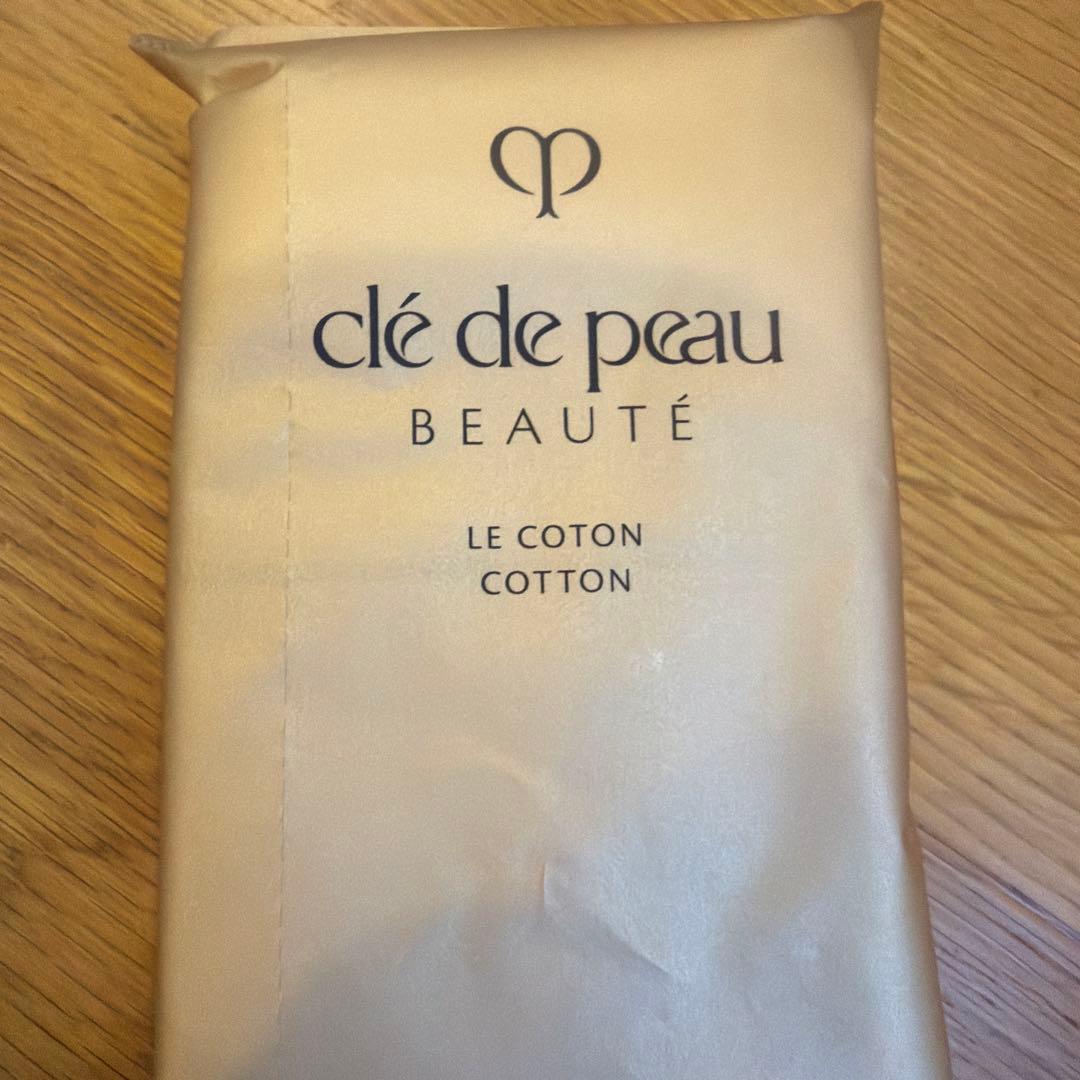 clé de peau
BEAUTÉ
LE COTON
COTTON